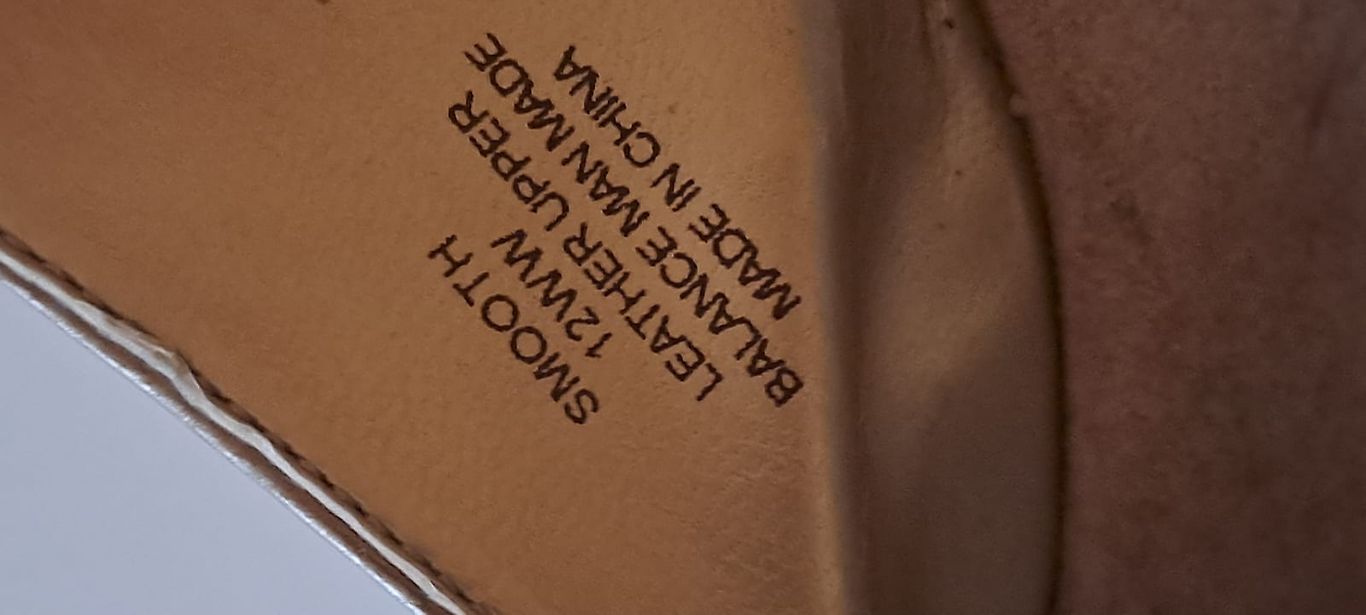 SMOOTH
12WW
LEATHER UPPER
BALANCE MAN MADE
MADE IN CHINA